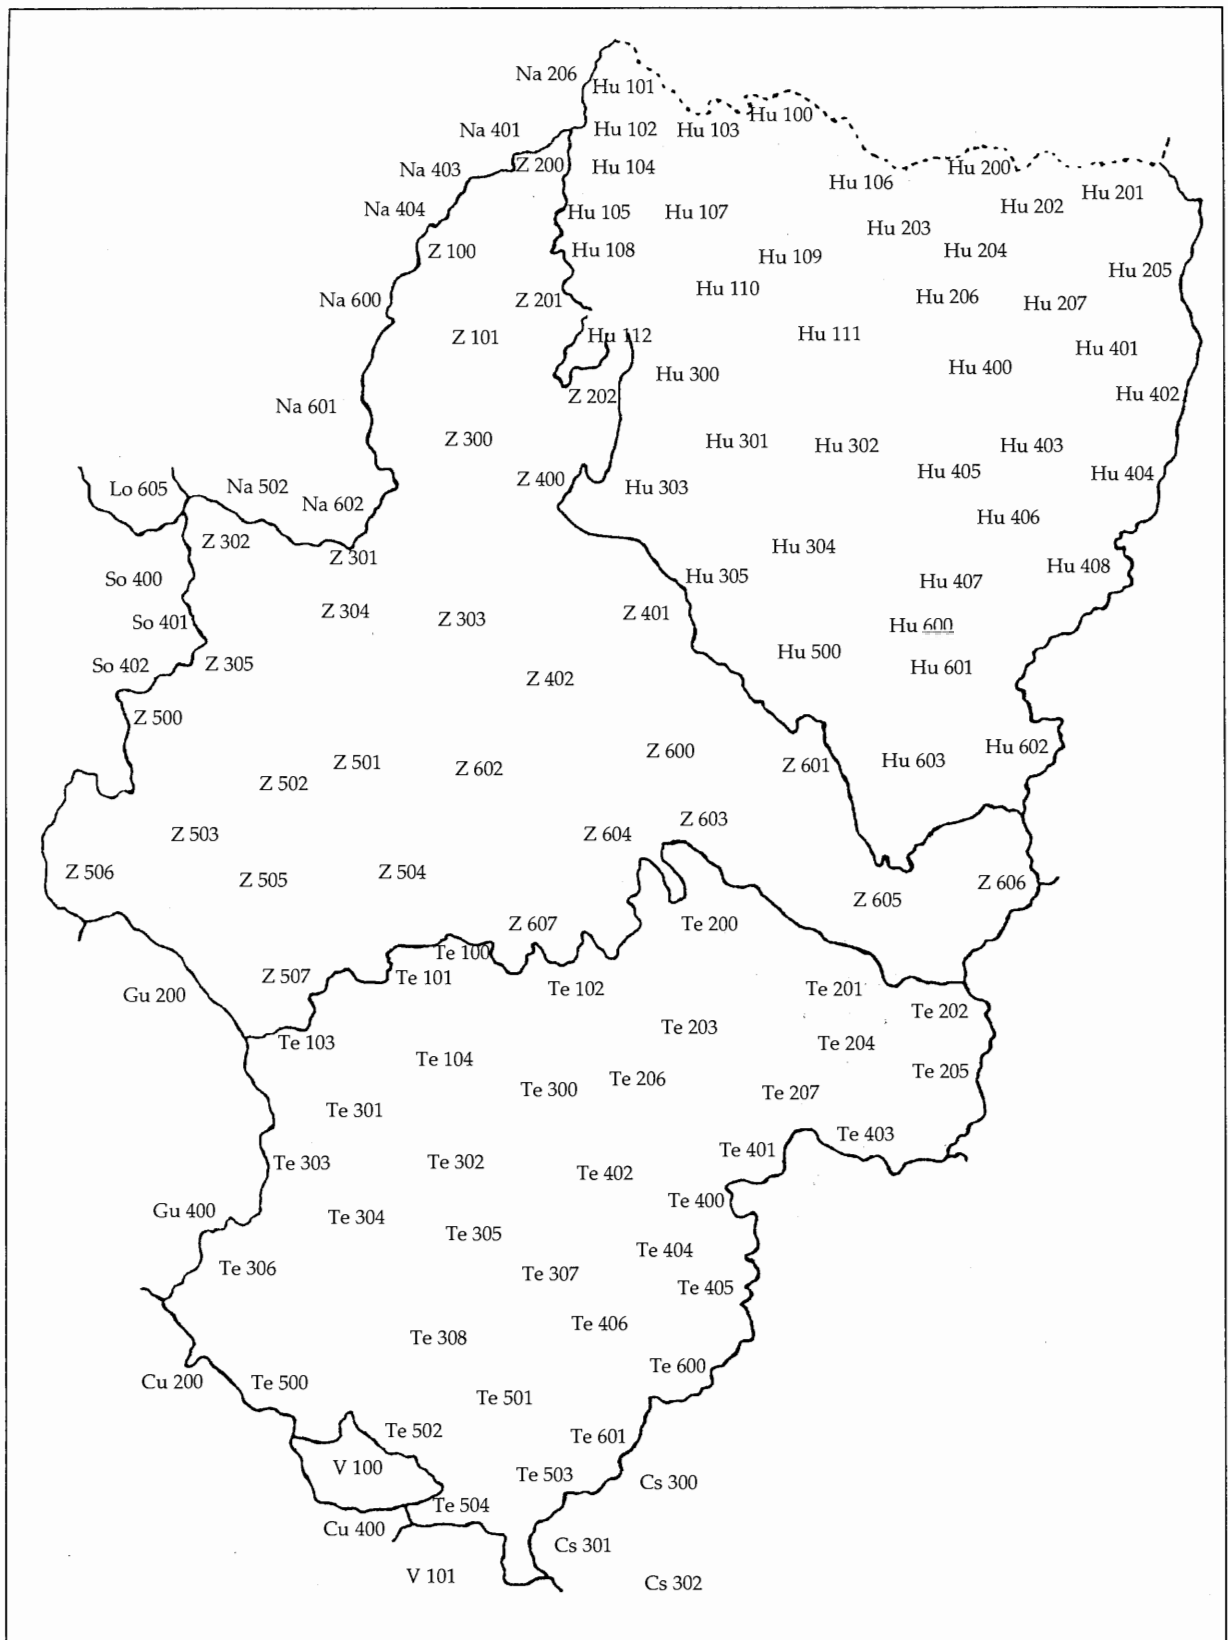 Na 206
Hu 101
Hu 100
Na 401
Hu 102
Hu 103
Na 403
Z 200
Hu 104
Hu 106
Hu 200
Hu 201
Na 404
Hu 105
Hu 107
Hu 202
Hu 203
Z 100
Hu 108
Hu 109
Hu 204
Hu 205
Na 600
Z 201
Hu 110
Hu 206
Hu 207
Z 101
Hu 112
Hu 111
Hu 401
Hu 300
Hu 400
Na 601
Z 202
Hu 402
Z 300
Hu 301
Hu 302
Hu 403
Lo 605
Na 502
Na 602
Z 400
Hu 303
Hu 405
Hu 404
Hu 406
Z 302
Z 301
Hu 304
So 400
Hu 305
Hu 407
Hu 408
So 401
Z 304
Z 303
Z 401
Hu 600
So 402
Z 305
Z 402
Hu 500
Hu 601
Z 500
Z 501
Z 602
Z 600
Z 601
Hu 603
Hu 602
Z 502
Z 503
Z 604
Z 603
Z 506
Z 505
Z 504
Z 605
Z 606
Z 607
Te 200
Te 100
Gu 200
Z 507
Te 101
Te 102
Te 201
Te 202
Te 103
Te 104
Te 203
Te 204
Te 205
Te 301
Te 300
Te 206
Te 207
Te 303
Te 302
Te 402
Te 401
Te 403
Gu 400
Te 304
Te 305
Te 400
Te 306
Te 307
Te 404
Te 405
Te 308
Te 406
Cu 200
Te 500
Te 501
Te 600
Te 502
Te 601
V 100
Te 503
Cs 300
Te 504
Cu 400
Cs 301
V 101
Cs 302